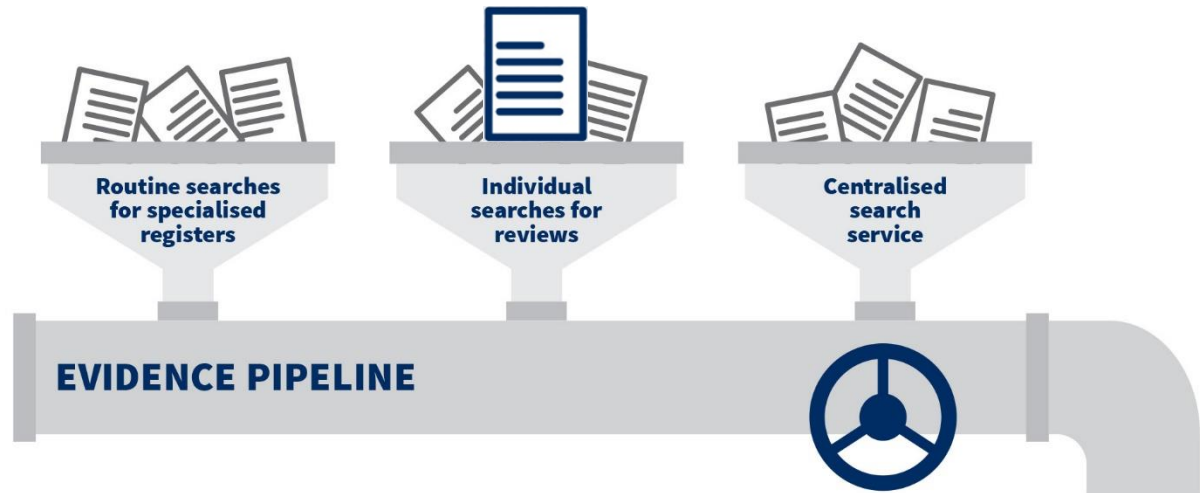 Routine searches
for specialised
registers
Individual
searches for
reviews
Centralised
search
service
EVIDENCE PIPELINE